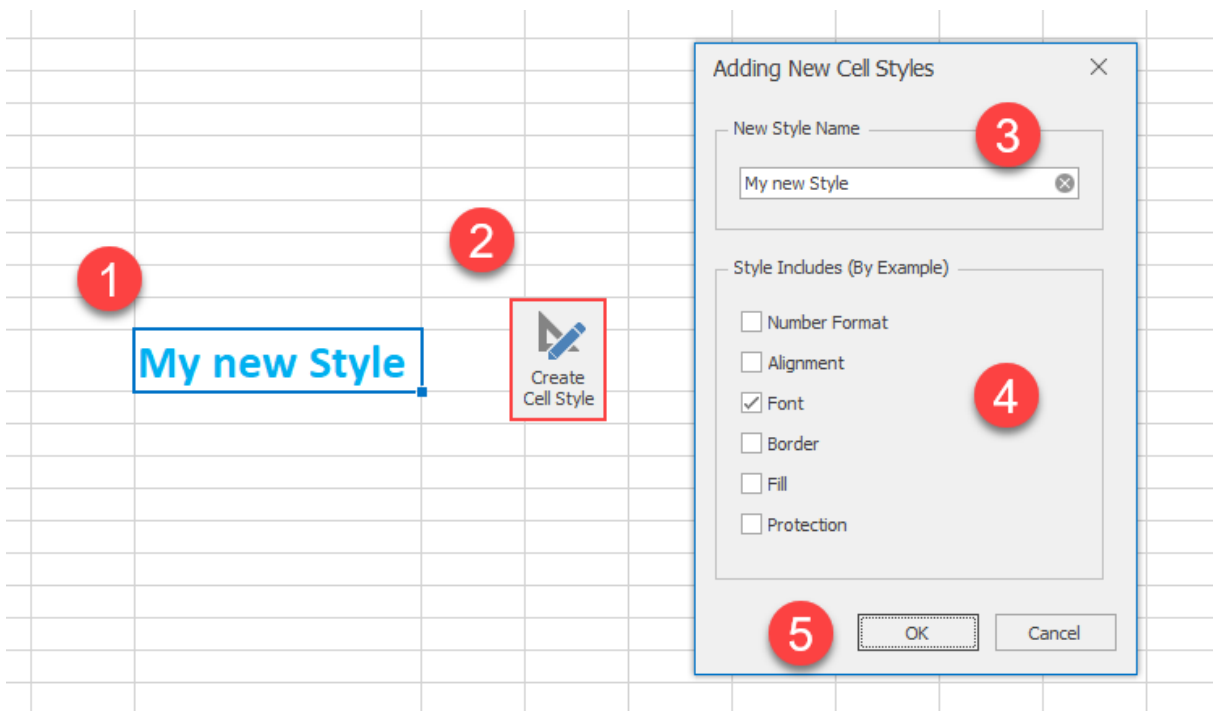 Adding New Cell Styles
New Style Name
3
My new Style
2
1
Style Includes (By Example)
Number Format
My new Style
Create
Cell Style
Alignment
4
Font
Border
Fill
Protection
5
OK
Cancel